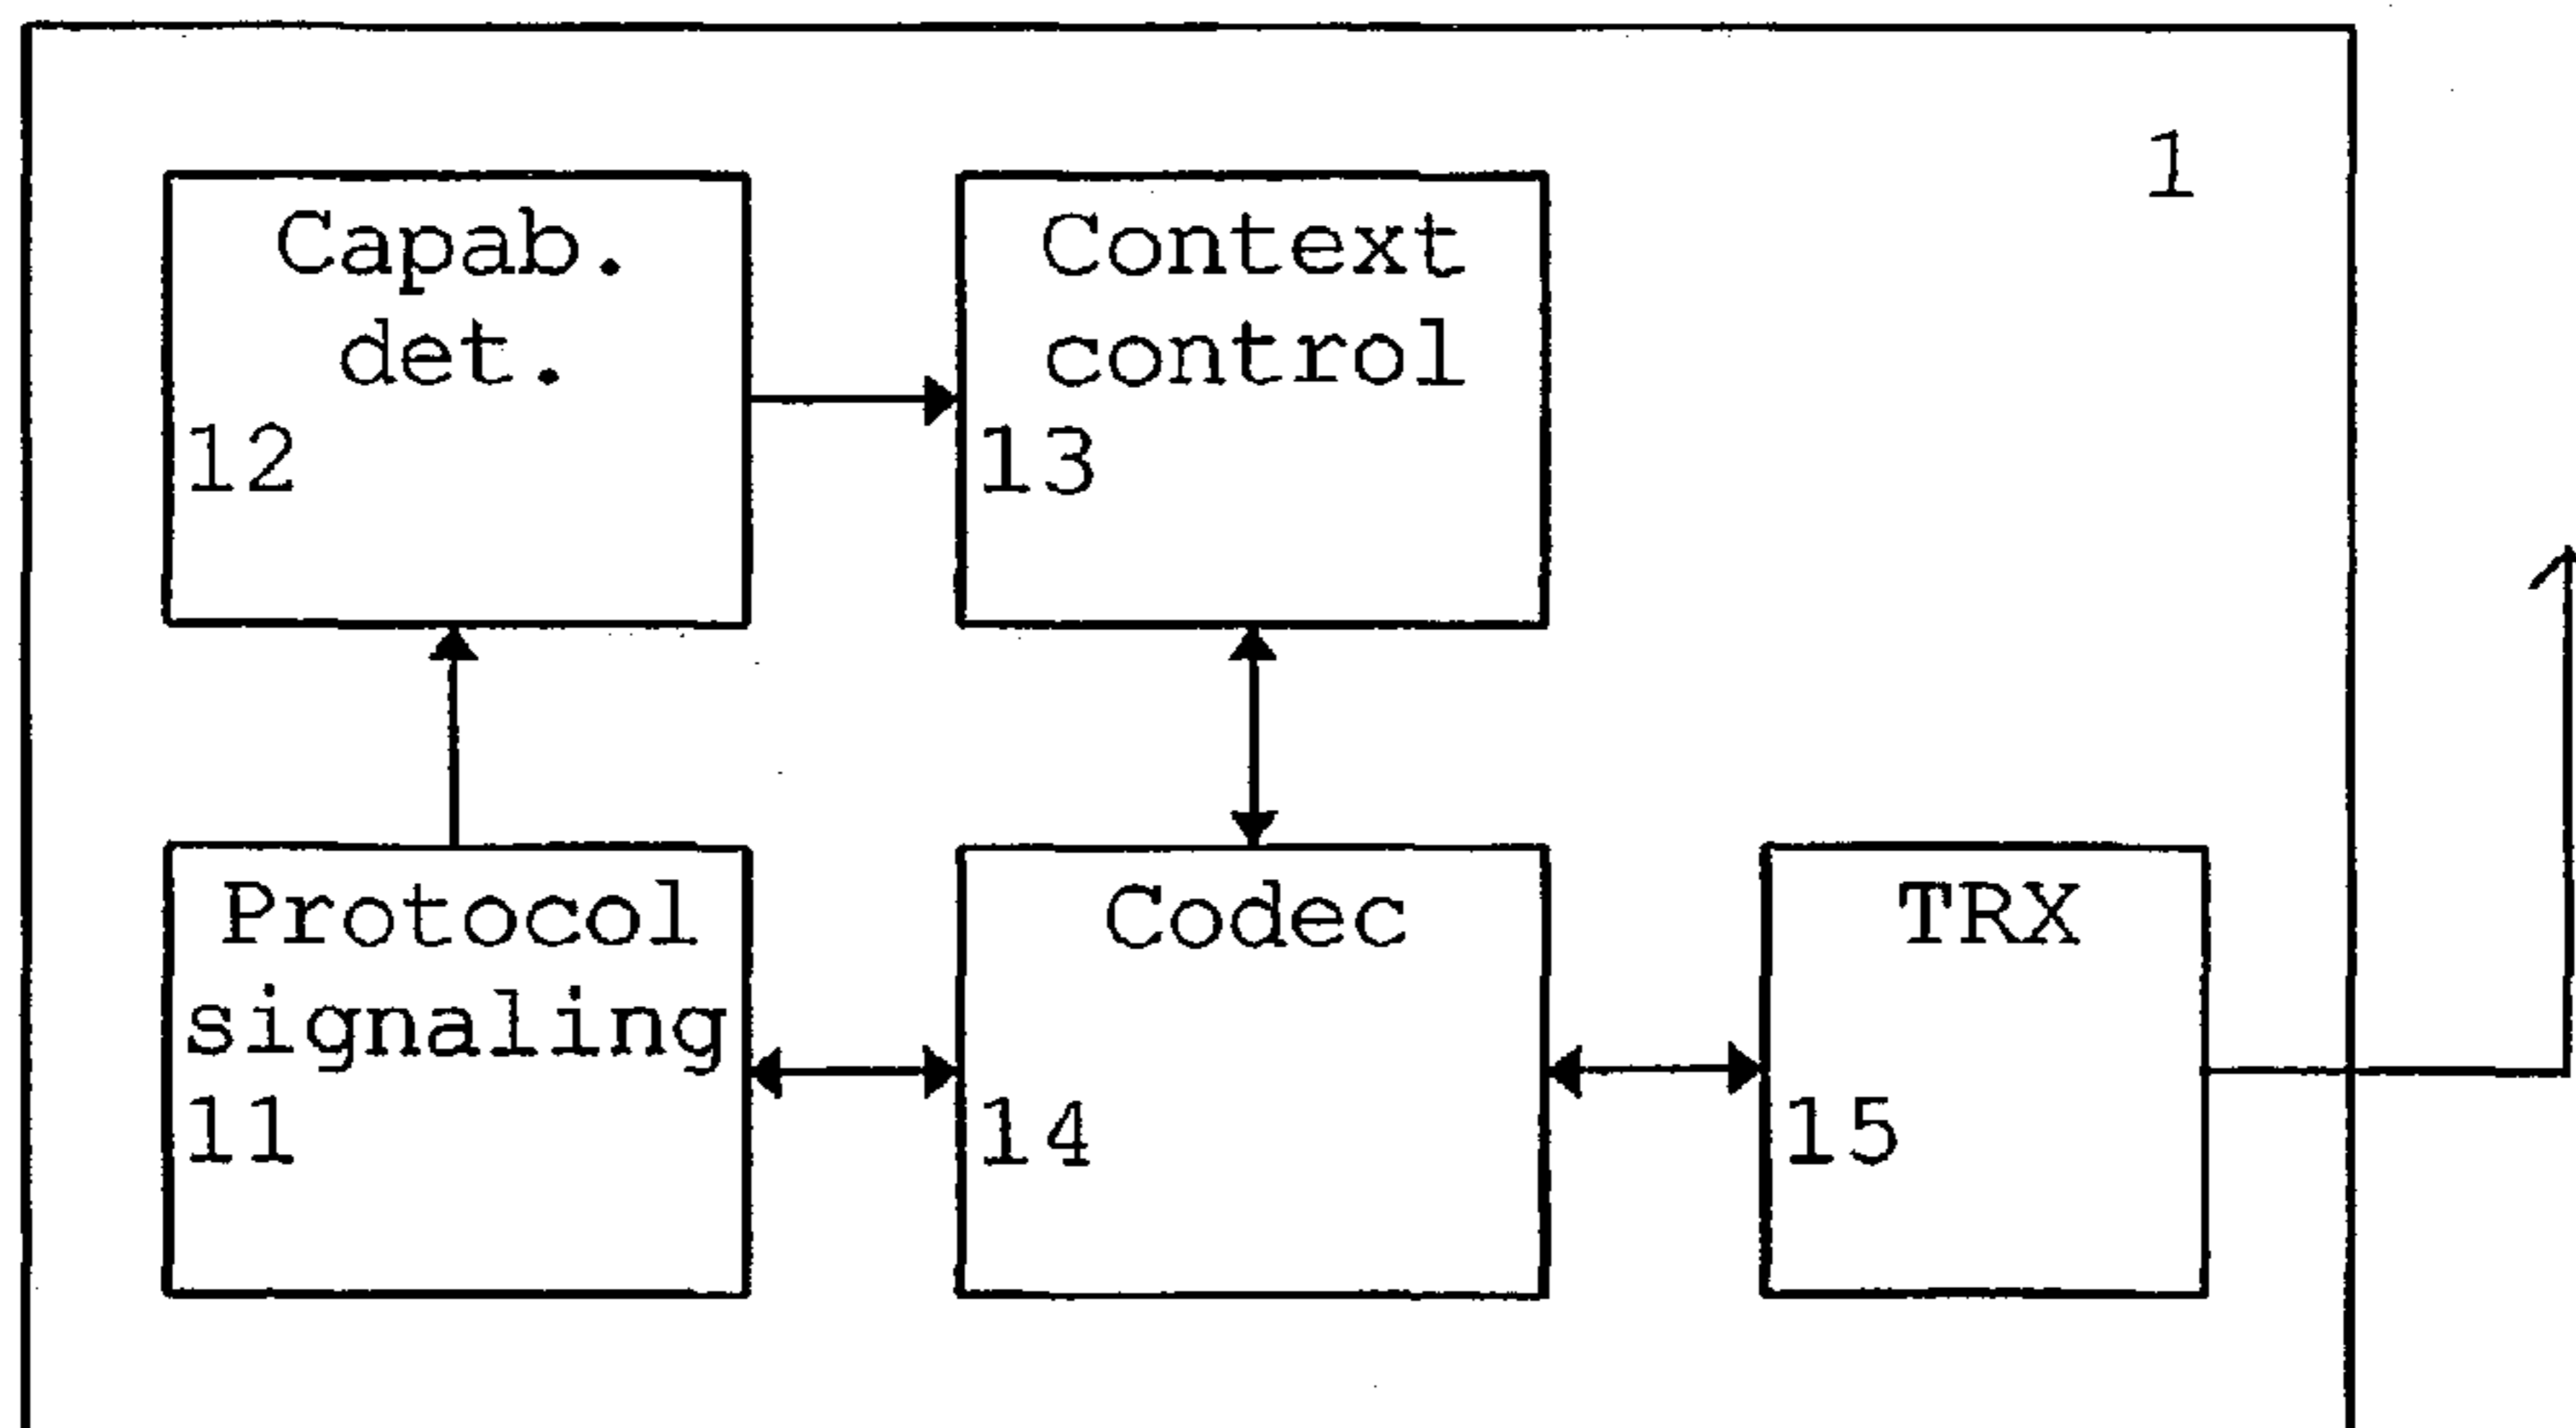 1
Capab.
det.
12
Context
control
13
Protocol
signaling
11
Codec
14
TRX
15